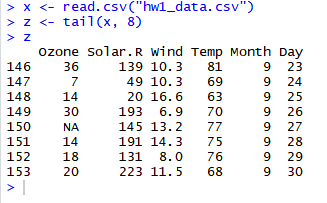 > x <- read.csv("hw1_data.csv")
> z <- tail(x, 8)
> z
    Ozone Solar.R Wind Temp Month Day
146    36     139 10.3   81     9  23
147     7      49 10.3   69     9  24
148    14      20 16.6   63     9  25
149    30     193  6.9   70     9  26
150    NA     145 13.2   77     9  27
151    14     191 14.3   75     9  28
152    18     131  8.0   76     9  29
153    20     223 11.5   68     9  30
>